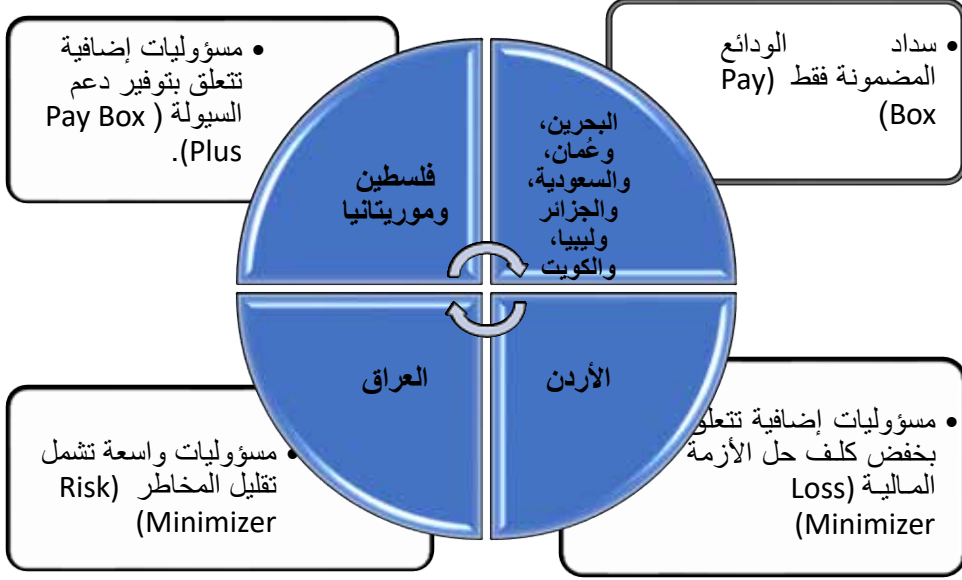 • سداد الودائع
المضمونة فقط (Pay
Box)
• مسؤوليات إضافية
تتعلق بتوفير دعم
السيولة ( Pay Box
Plus).
البحرين،
وعُمان،
والسعودية،
والجزائر
وليبيا،
والكويت
فلسطين
وموريتانيا
الأردن
العراق
• مسؤوليات إضافية تتعلق
بخفض كلف حل الأزمة
المالية (Loss
Minimizer)
• مسؤوليات واسعة تشمل
تقليل المخاطر (Risk
Minimizer)